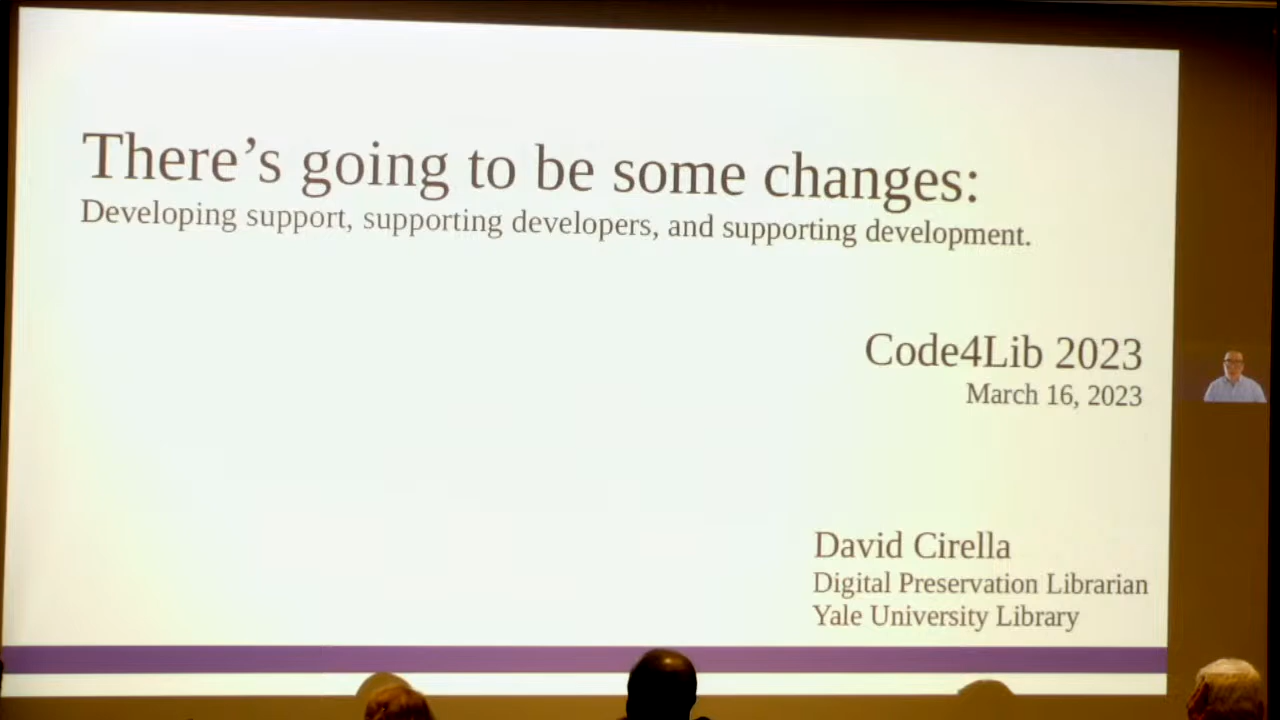 There’s going to be some changes:
Developing support, supporting developers, and supporting development.
Code4Lib 2023
March 16, 2023
David Cirella
Digital Preservation Librarian
Yale University Library